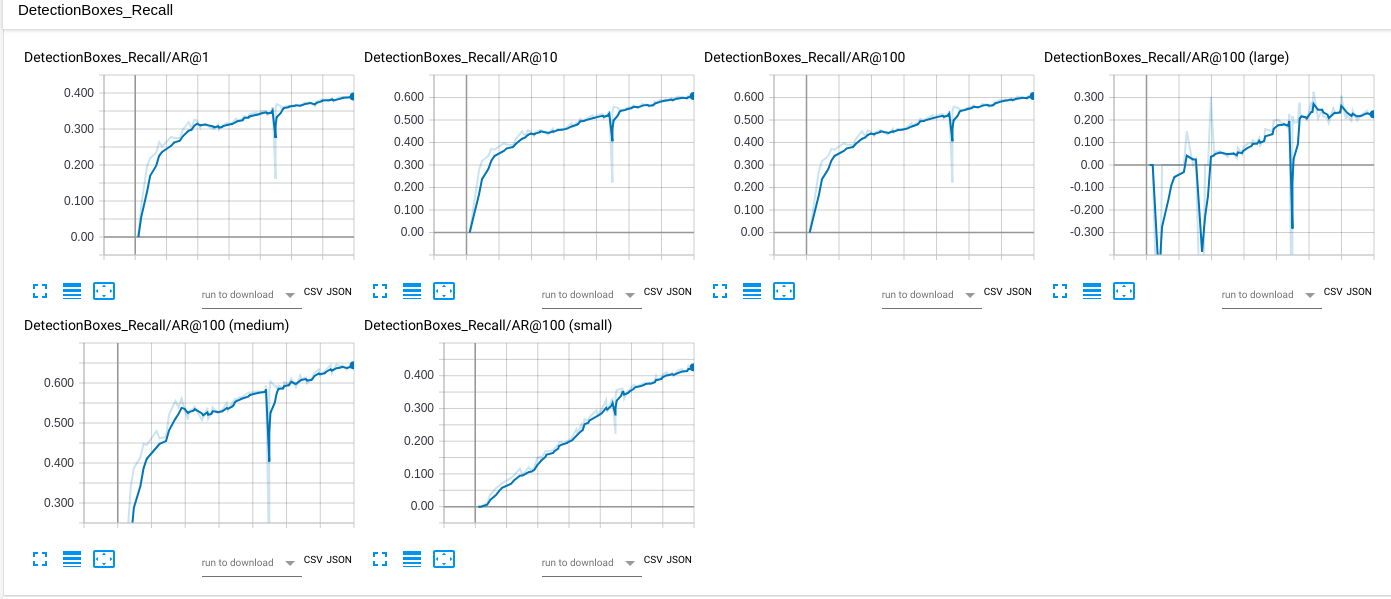 DetectionBoxes_Recall
DetectionBoxes_Recall/AR@1
0.400
0.300
0.200
0.100
0.00
run to download
CSV JSON
DetectionBoxes_Recall/AR@10
0.600
0.500
0.400
0.300
0.200
0.100
0.00
run to download
CSV JSON
DetectionBoxes_Recall/AR@100
0.600
0.500
0.400
0.300
0.200
0.100
0.00
run to download
CSV JSON
DetectionBoxes_Recall/AR@100 (large)
0.300
0.200
0.100
0.00
-0.100
-0.200
-0.300
run to download
CSV JSON
DetectionBoxes_Recall/AR@100 (medium)
0.600
0.500
0.400
0.300
run to download
CSV JSON
DetectionBoxes_Recall/AR@100 (small)
0.400
0.300
0.200
0.100
0.00
run to download
CSV JSON